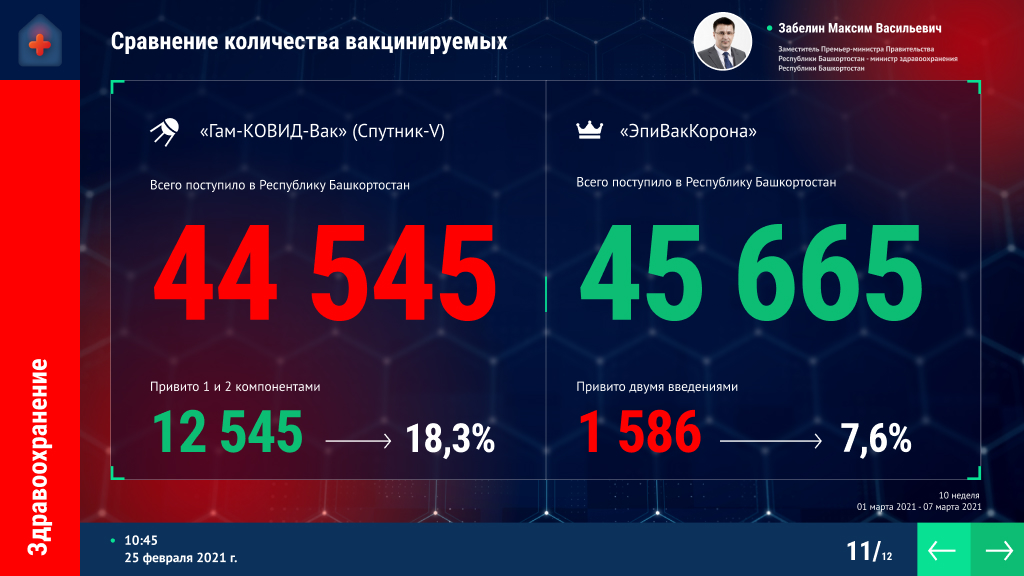 Сравнение количества вакцинируемых
Забелин Максим Васильевич
Заместитель Премьер-министра Правительства
Республики Башкортостан - министр здравоохранения
Республики Башкортостан
«Гам-КОВИД-Вак» (Спутник-V)
Всего поступило в Республику Башкортостан
44 545
Привито 1 и 2 компонентами
12 545
18,3%
«ЭпиВакКорона»
Всего поступило в Республику Башкортостан
45 665
Привито двумя введениями
1 586
7,6%
Здравоохранение
10 неделя
01 марта 2021 - 07 марта 2021
10:45
25 февраля 2021 г.
11/12